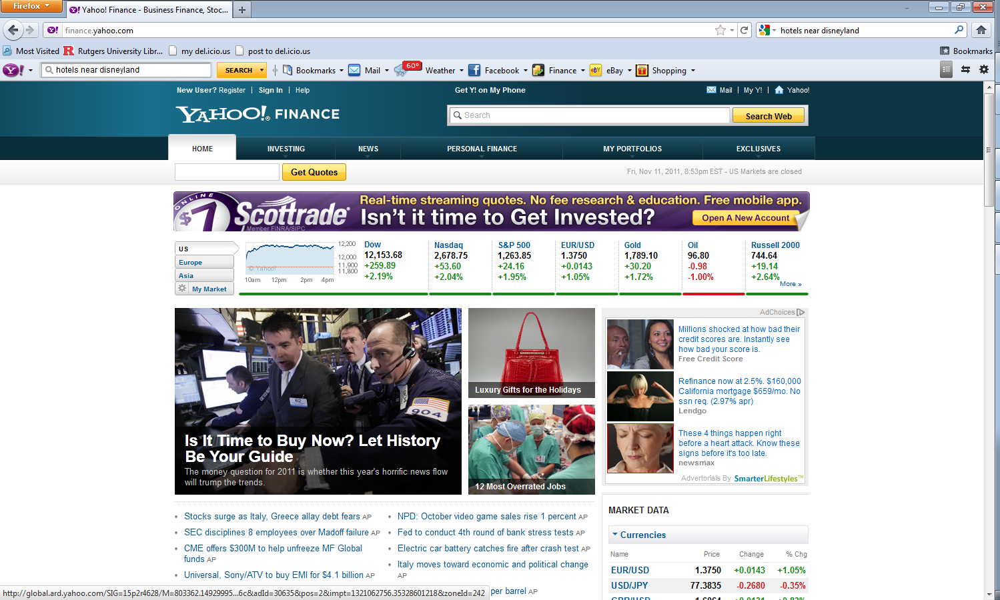 Firefox
Yahoo! Finance - Business Finance, Stoc...
finance.yahoo.com
hotels near disneyland
Most Visited
Rutgers University Libr...
my del.icio.us
post to del.icio.us
Bookmarks
Y!
hotels near disneyland
SEARCH
Bookmarks
Mail
60°
Weather
Facebook
Finance
eBay
Shopping
New User? Register | Sign In | Help
Get Y! on My Phone
Mail | My Y! | Yahoo!
YAHOO! FINANCE
Search
Search Web
HOME
INVESTING
NEWS
PERSONAL FINANCE
MY PORTFOLIOS
EXCLUSIVES
Get Quotes
Fri, Nov 11, 2011, 8:53pm EST - US Markets are closed
ONLINE
$7
Scottrade
Member FINRA/SIPC
Real-time streaming quotes. No fee research & education. Free mobile app.
Isn't it time to Get Invested?
Open A New Account
US
Europe
Asia
My Market
12,200
12,000
11,900
11,800
© Yahoo!
10am 12pm 2pm 4pm
Dow
12,153.68
+259.89
+2.19%
Nasdaq
2,678.75
+53.60
+2.04%
S&P 500
1,263.85
+24.16
+1.95%
EUR/USD
1.3750
+0.0143
+1.05%
Gold
1,789.10
+30.20
+1.72%
Oil
96.80
-0.98
-1.00%
Russell 2000
744.64
+19.14
+2.64%
More »
62
904
Is It Time to Buy Now? Let History
Be Your Guide
The money question for 2011 is whether this year's horrific news flow
will trump the trends.
Luxury Gifts for the Holidays
12 Most Overrated Jobs
AdChoices
Millions shocked at how bad their
credit scores are. Instantly see
how bad your score is.
Free Credit Score
Refinance now at 2.5%. $160,000
California mortgage $659/mo. No
ssn req. (2.97% apr)
Lendgo
These 4 things happen right
before a heart attack. Know these
signs before it's too late.
newsmax
Advertorials By SmarterLifestyles™
Stocks surge as Italy, Greece allay debt fears AP
SEC disciplines 8 employees over Madoff failure AP
CME offers $300M to help unfreeze MF Global
funds AP
Universal, Sony/ATV to buy EMI for $4.1 billion AP
NPD: October video game sales rise 1 percent AP
Fed to conduct 4th round of bank stress tests AP
Electric car battery catches fire after crash test AP
Italy moves toward economic and political change
AP
per barrel AP
MARKET DATA
Currencies
Name Price Change % Chg
EUR/USD 1.3750 +0.0143 +1.05%
USD/JPY 77.3835 -0.2680 -0.35%
http://global.ard.yahoo.com/SIG=15p2r4628/M=803362.14929995...6c&adId=30635&pos=2&impt=1321062756.35328601218&zoneId=242